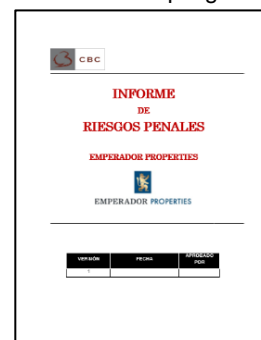 CBC
INFORME
DE
RIESGOS PENALES
EMPERADOR PROPERTIES
EMPERADOR PROPERTIES
VERSIÓN FECHA APROBADO POR
1